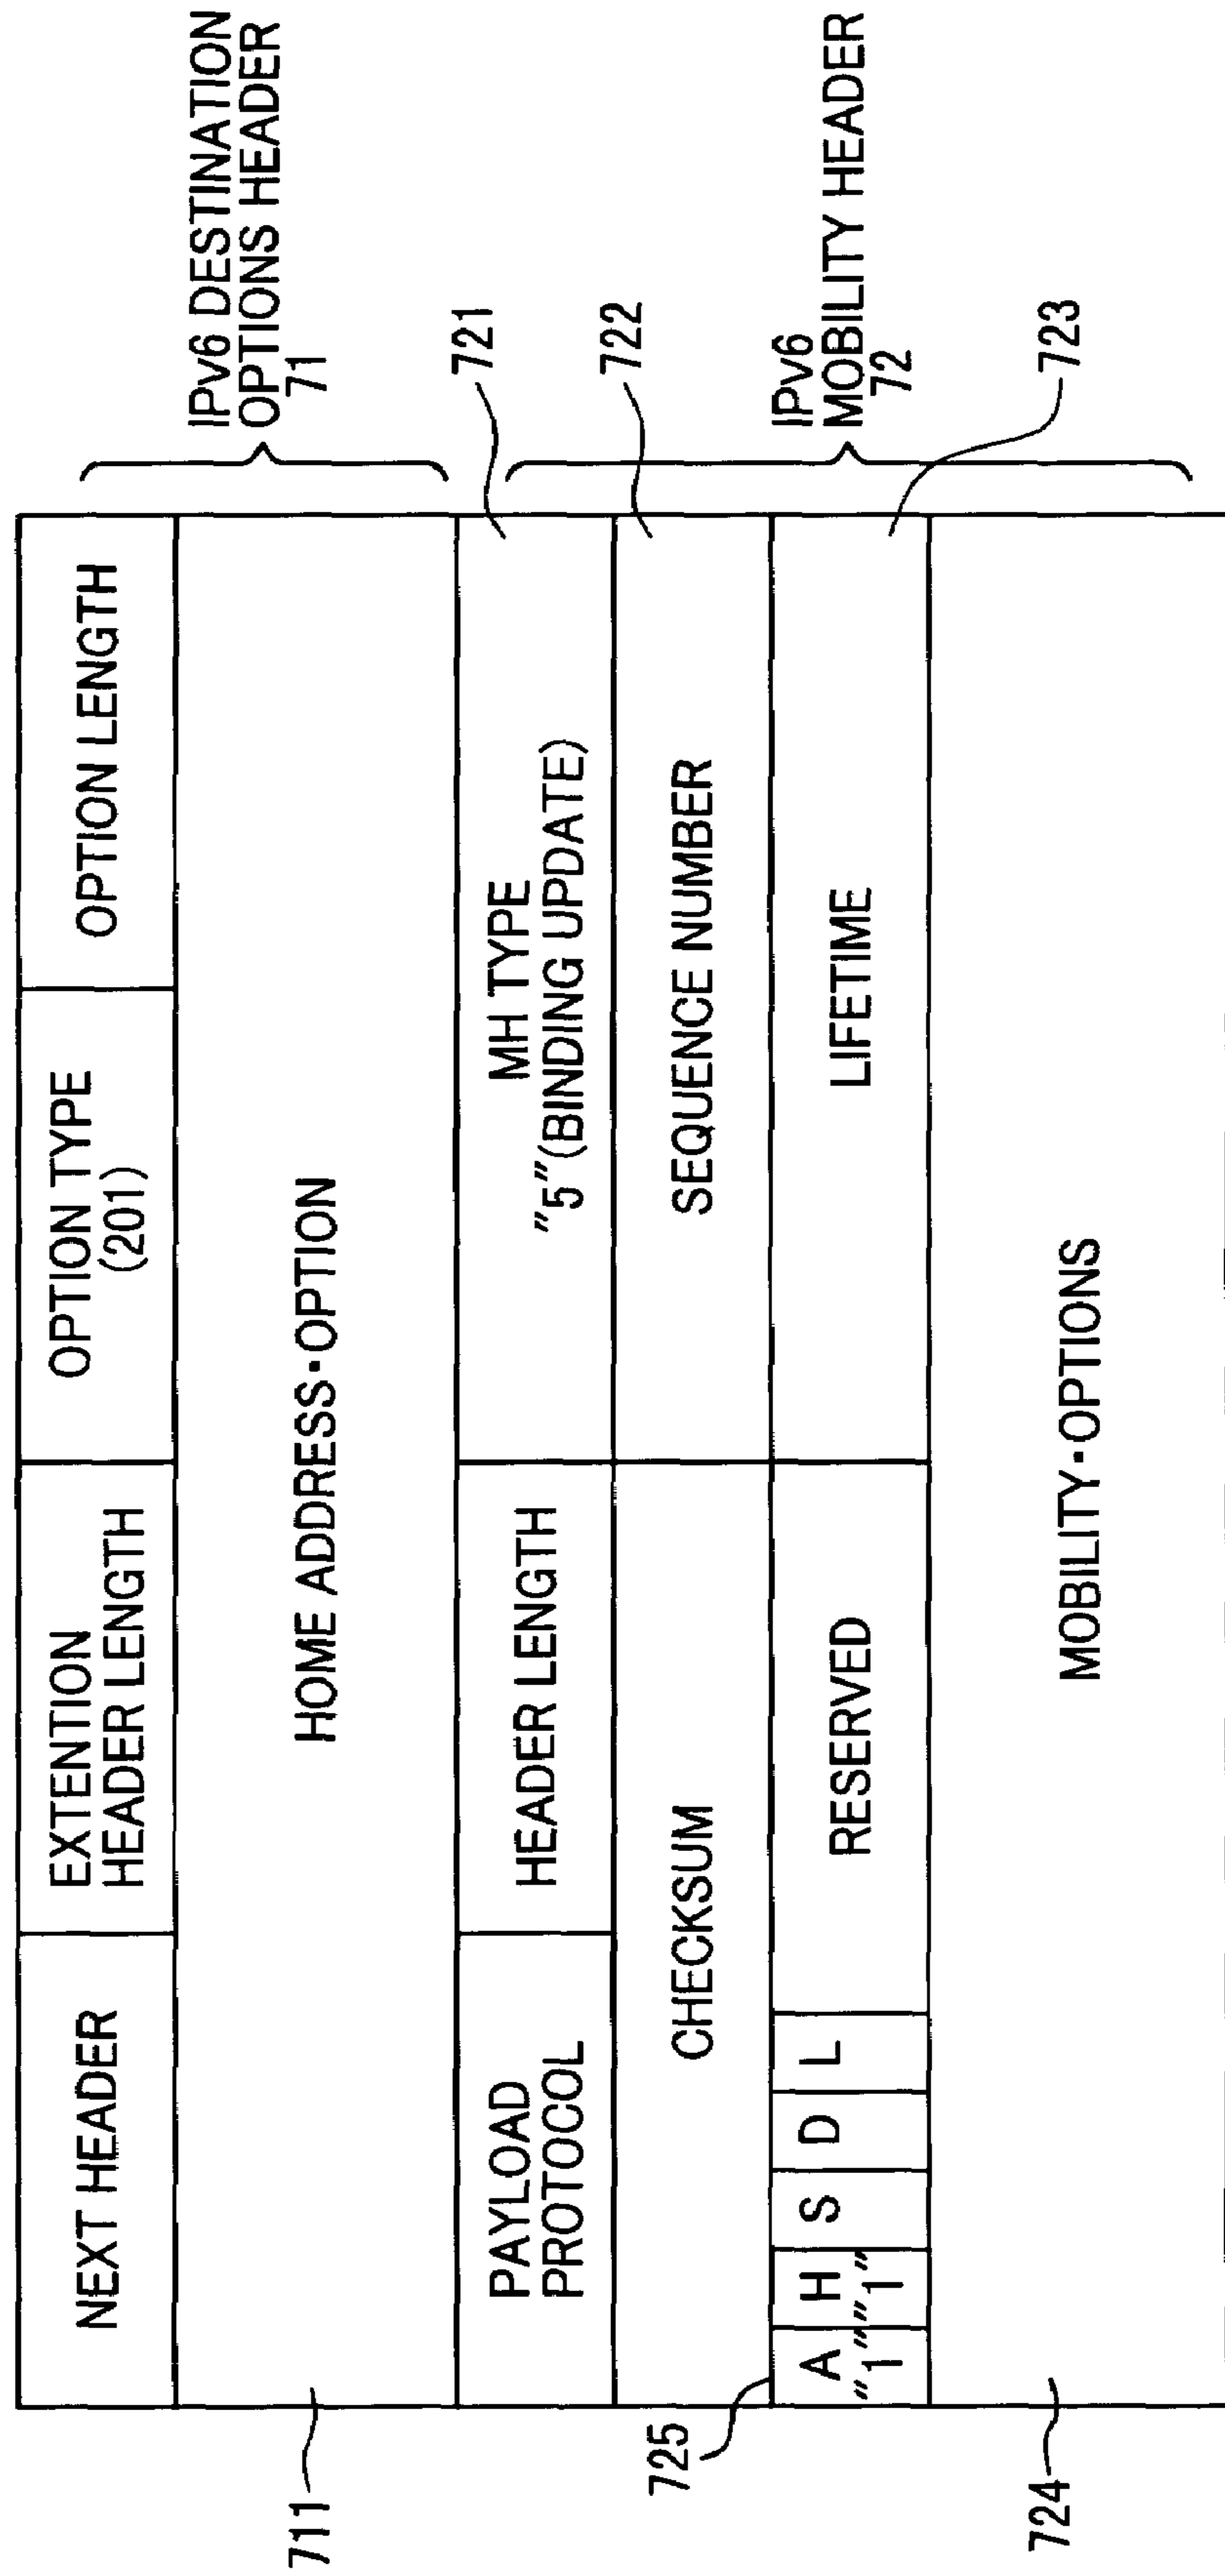 NEXT HEADER
EXTENTION
HEADER LENGTH
OPTION TYPE
(201)
OPTION LENGTH
IPv6 DESTINATION
OPTIONS HEADER
71
711
HOME ADDRESS·OPTION
PAYLOAD
PROTOCOL
HEADER LENGTH
MH TYPE
"5"(BINDING UPDATE)
721
CHECKSUM
SEQUENCE NUMBER
722
IPv6
MOBILITY HEADER
72
725
A
"1"
H
"1"
S
D
L
RESERVED
LIFETIME
723
724
MOBILITY·OPTIONS